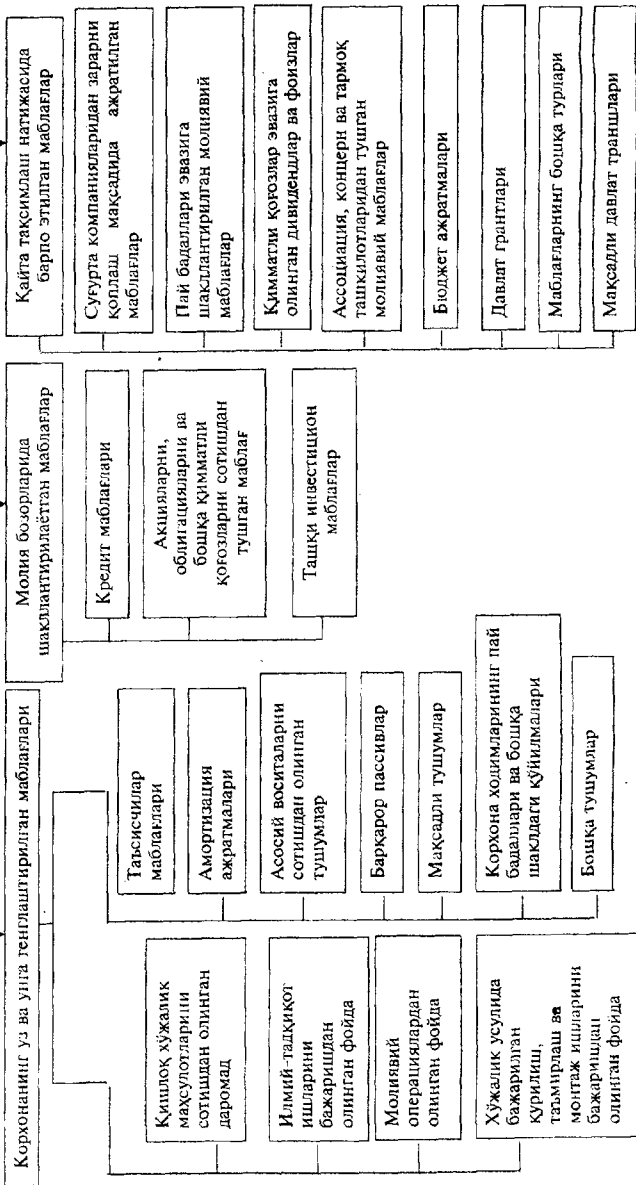 Корхонанинг уз ва унга тенглаштирилган маблағлари
Қишлоқ хўжалик
маҳсулотларини
сотишдан олинган
даромад
Илмий-тадқиқот
ишларини
бажаришдан
олинган фойда
Молиявий
операциялардан
олинган фойда
Хўжалик усулида
бажарилган
қурилиш,
таъмирлаш ва
монтаж ишларини
бажаришдан
олинган фойда
Таъсисчилар
маблағлари
Амортизация
ажратмалари
Асосий воситаларни
сотишдан олинган
тушумлар
Барқарор пассивлар
Мақсадли тушумлар
Корхона ходимларининг пай
бадаллари ва бошқа
шаклдаги қўйилмалари
Бошқа тушумлар
Молия бозорларида
шакллантирилаётган маблағлар
Кредит маблағлари
Акцияларни,
облигацияларни ва
бошқа қимматли
қоғозларни сотишдан
тушган маблағ
Ташқи инвестицион
маблағлар
Қайта тақсимлаш натижасида
барпо этилган маблағлар
Суғурта компанияларидан зарарни
қоплаш мақсадида ажратилган
маблағлар
Пай бадаллари эвазига
шакллантирилган молиявий
маблағлар
Қимматли қоғозлар эвазига
олинган дивидендлар ва фоизлар
Ассоциация, концерн ва тармоқ
ташкилотларидан тушган
молиявий маблағлар
Бюджет ажратмалари
Давлат грантлари
Маблағларнинг бошқа турлари
Мақсадли давлат траншлари